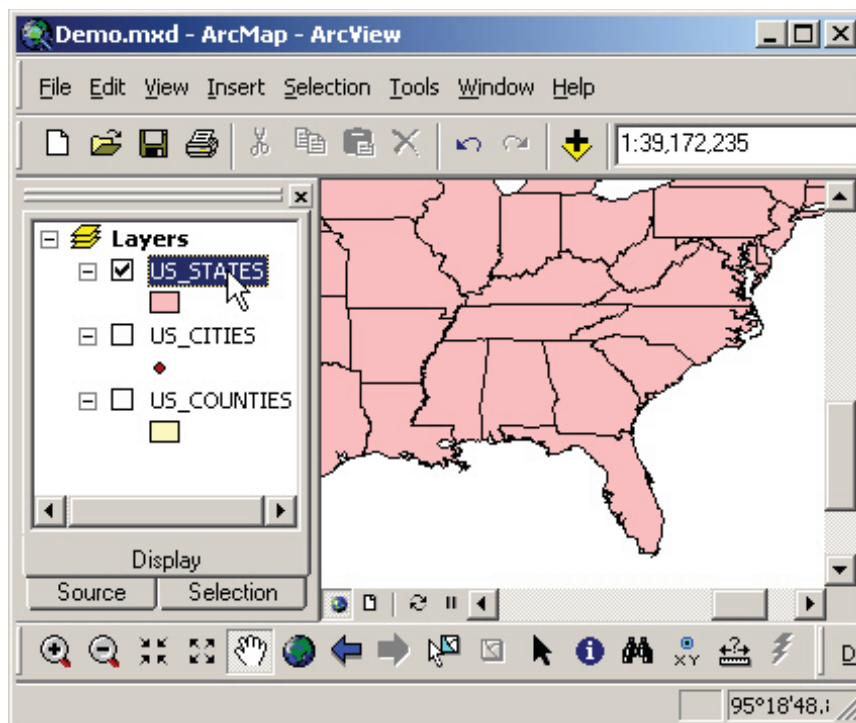 Demo.mxd - ArcMap - ArcView
File Edit View Insert Selection Tools Window Help
1:39,172,235
Layers
US_STATES
US_CITIES
US_COUNTIES
Display
Source Selection
XY
D
95°18'48.